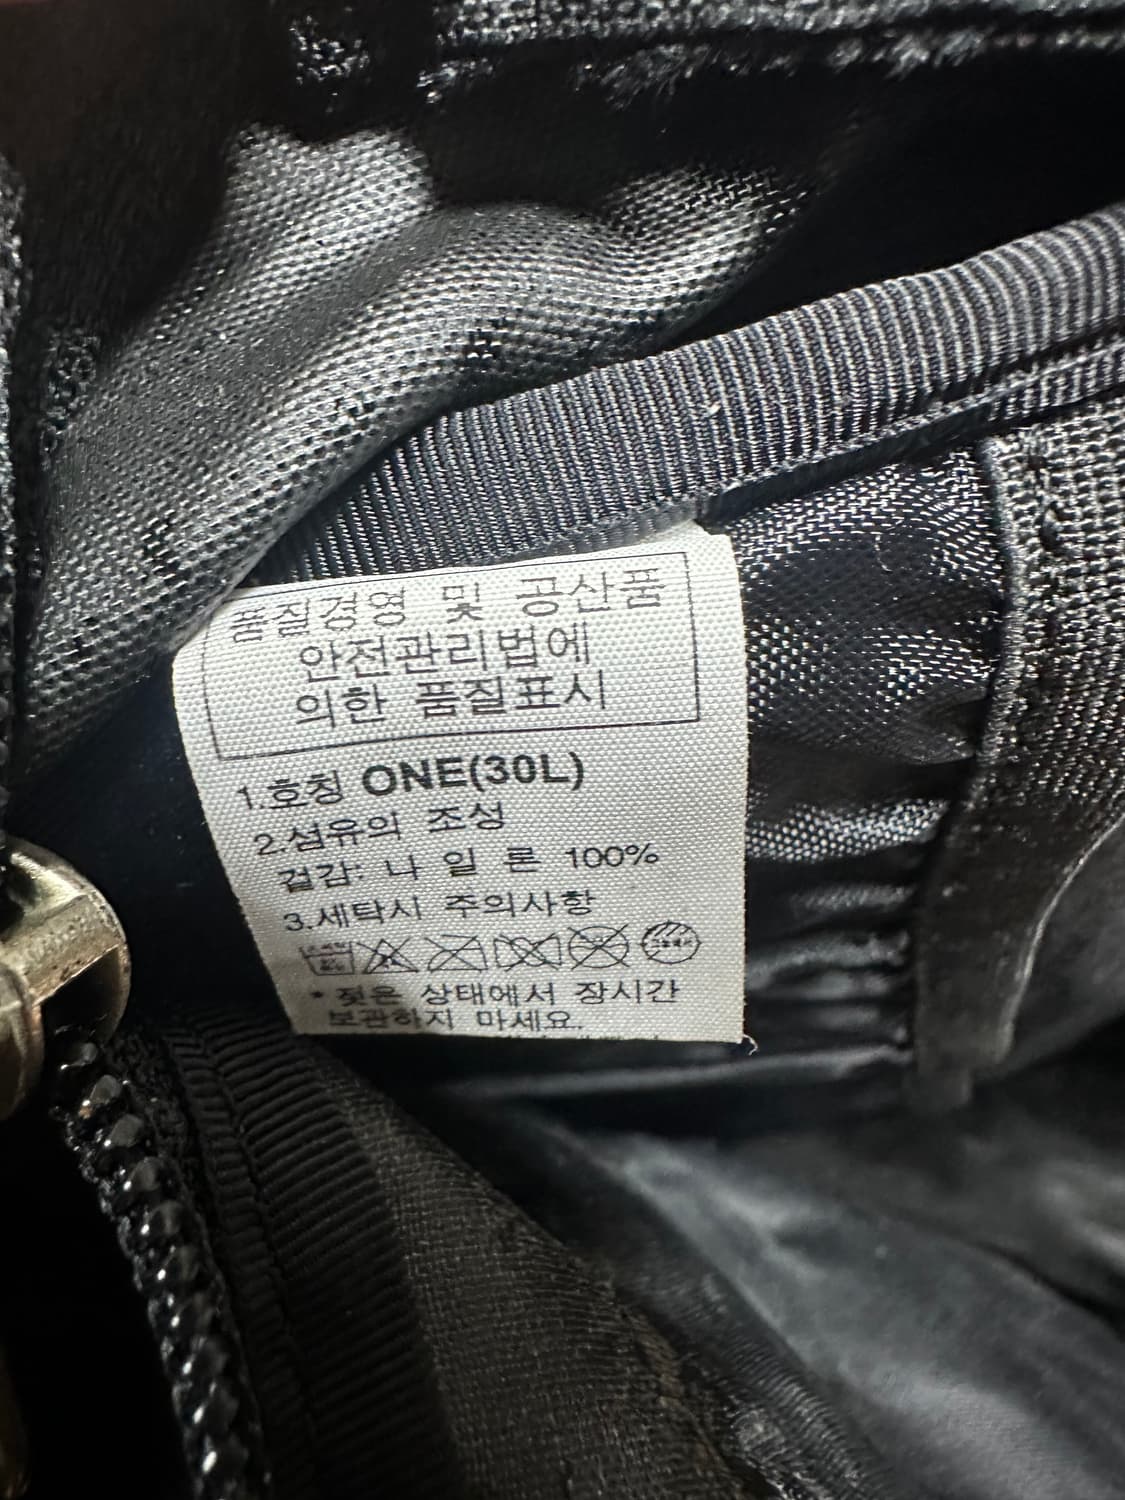 품질경영 및 공산품
안전관리법에
의한 품질표시
1.호칭 ONE(30L)
2.섬유의 조성
겉감: 나 일 론 100%
3.세탁시 주의사항
* 젖은 상태에서 장시간
보관하지 마세요.